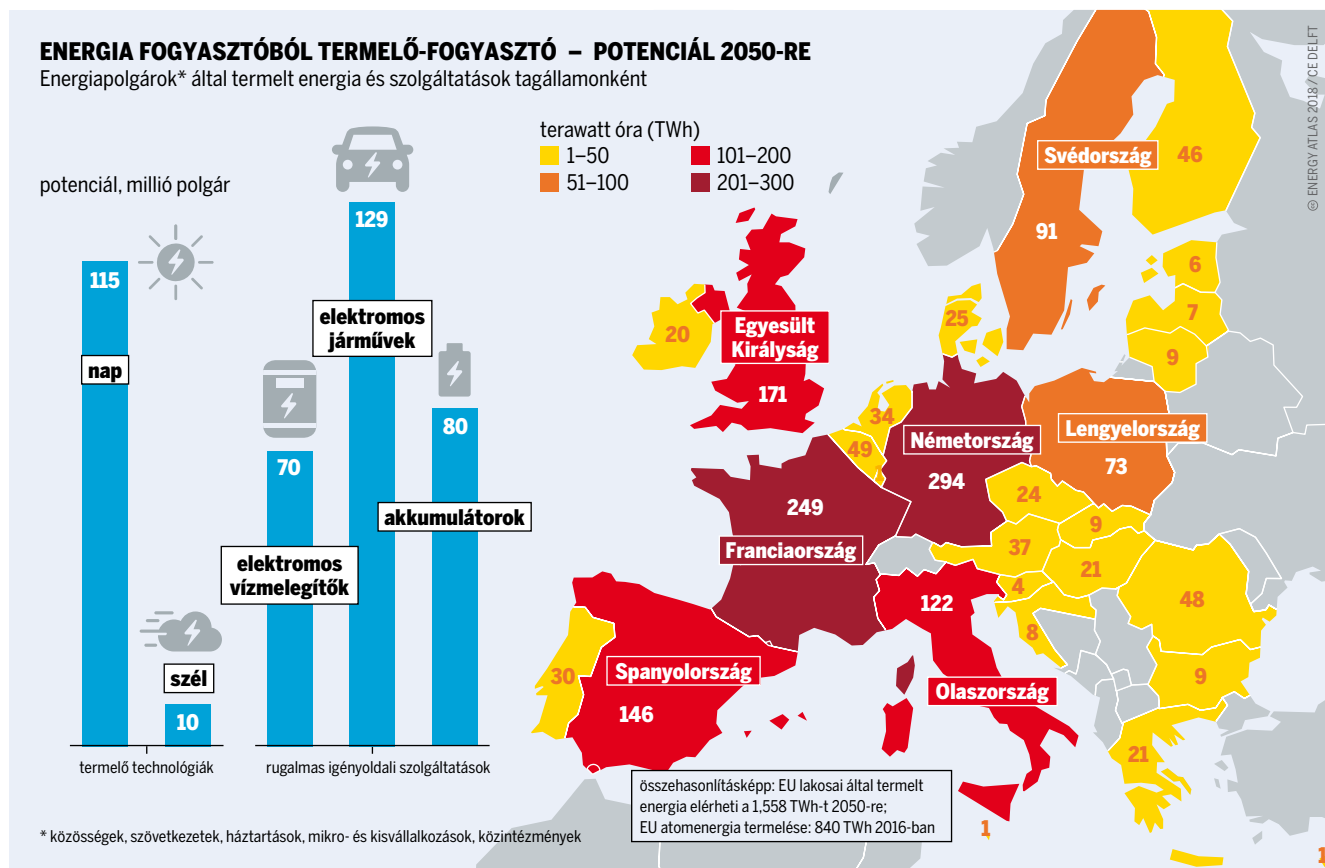 ENERGIA FOGYASZTÓBÓL TERMELŐ-FOGYASZTÓ – POTENCIÁL 2050-RE
Energiapolgárok* által termelt energia és szolgáltatások tagállamonként
potenciál, millió polgár
115
nap
10
szél
70
elektromos
vízmelegítők
129
elektromos
járművek
80
akkumulátorok
termelő technológiák
rugalmas igényoldali szolgáltatások
* közösségek, szövetkezetek, háztartások, mikro- és kisvállalkozások, közintézmények
terawatt óra (TWh)
1–50
51–100
101–200
201–300
Svédország
91
46
6
7
9
25
20
Egyesült
Királyság
171
34
49
1
Németország
294
Lengyelország
73
249
Franciaország
24
9
37
21
4
8
48
9
122
Olaszország
30
Spanyolország
146
21
1
1
összehasonlításképp: EU lakosai által termelt
energia elérheti a 1,558 TWh-t 2050-re;
EU atomenergia termelése: 840 TWh 2016-ban
ENERGY ATLAS 2018 / CE DELFT